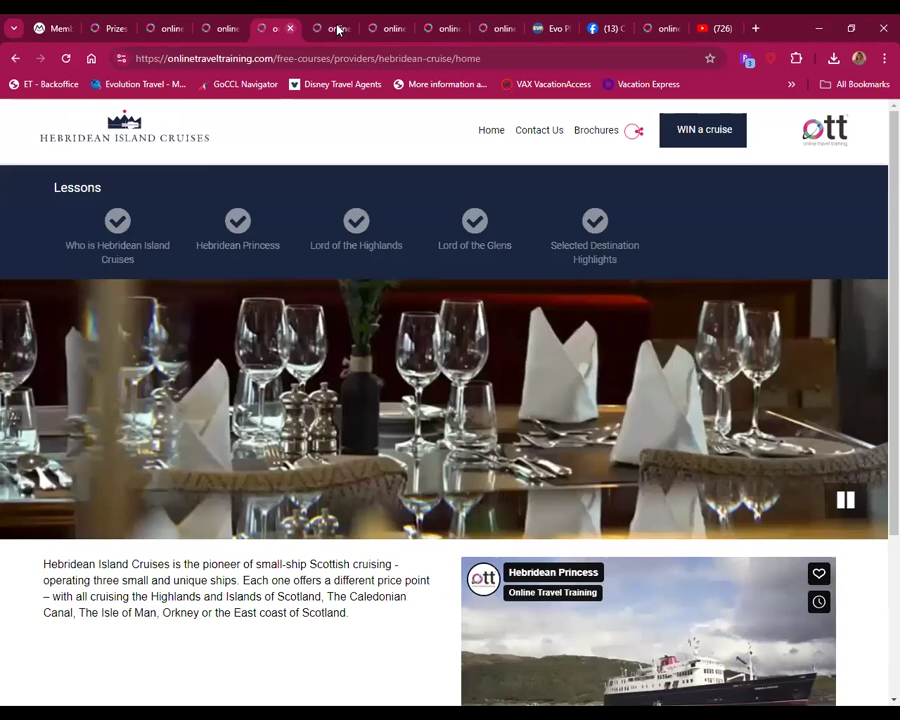 Memb
Prizes
online
online
o
online
online
online
online
Evo P
(13) C
online
(726)
https://onlinetraveltraining.com/free-courses/providers/hebridean-cruise/home
3
ET - Backoffice
Evolution Travel - M...
GoCCL Navigator
Disney Travel Agents
More information a...
VAX VacationAccess
Vacation Express
»
All Bookmarks
HEBRIDEAN ISLAND CRUISES
Home
Contact Us
Brochures
WIN a cruise
ott
online travel training
Lessons
Who is Hebridean Island
Cruises
Hebridean Princess
Lord of the Highlands
Lord of the Glens
Selected Destination
Highlights
Hebridean Island Cruises is the pioneer of small-ship Scottish cruising -
operating three small and unique ships. Each one offers a different price point
– with all cruising the Highlands and Islands of Scotland, The Caledonian
Canal, The Isle of Man, Orkney or the East coast of Scotland.
ott
Hebridean Princess
Online Travel Training